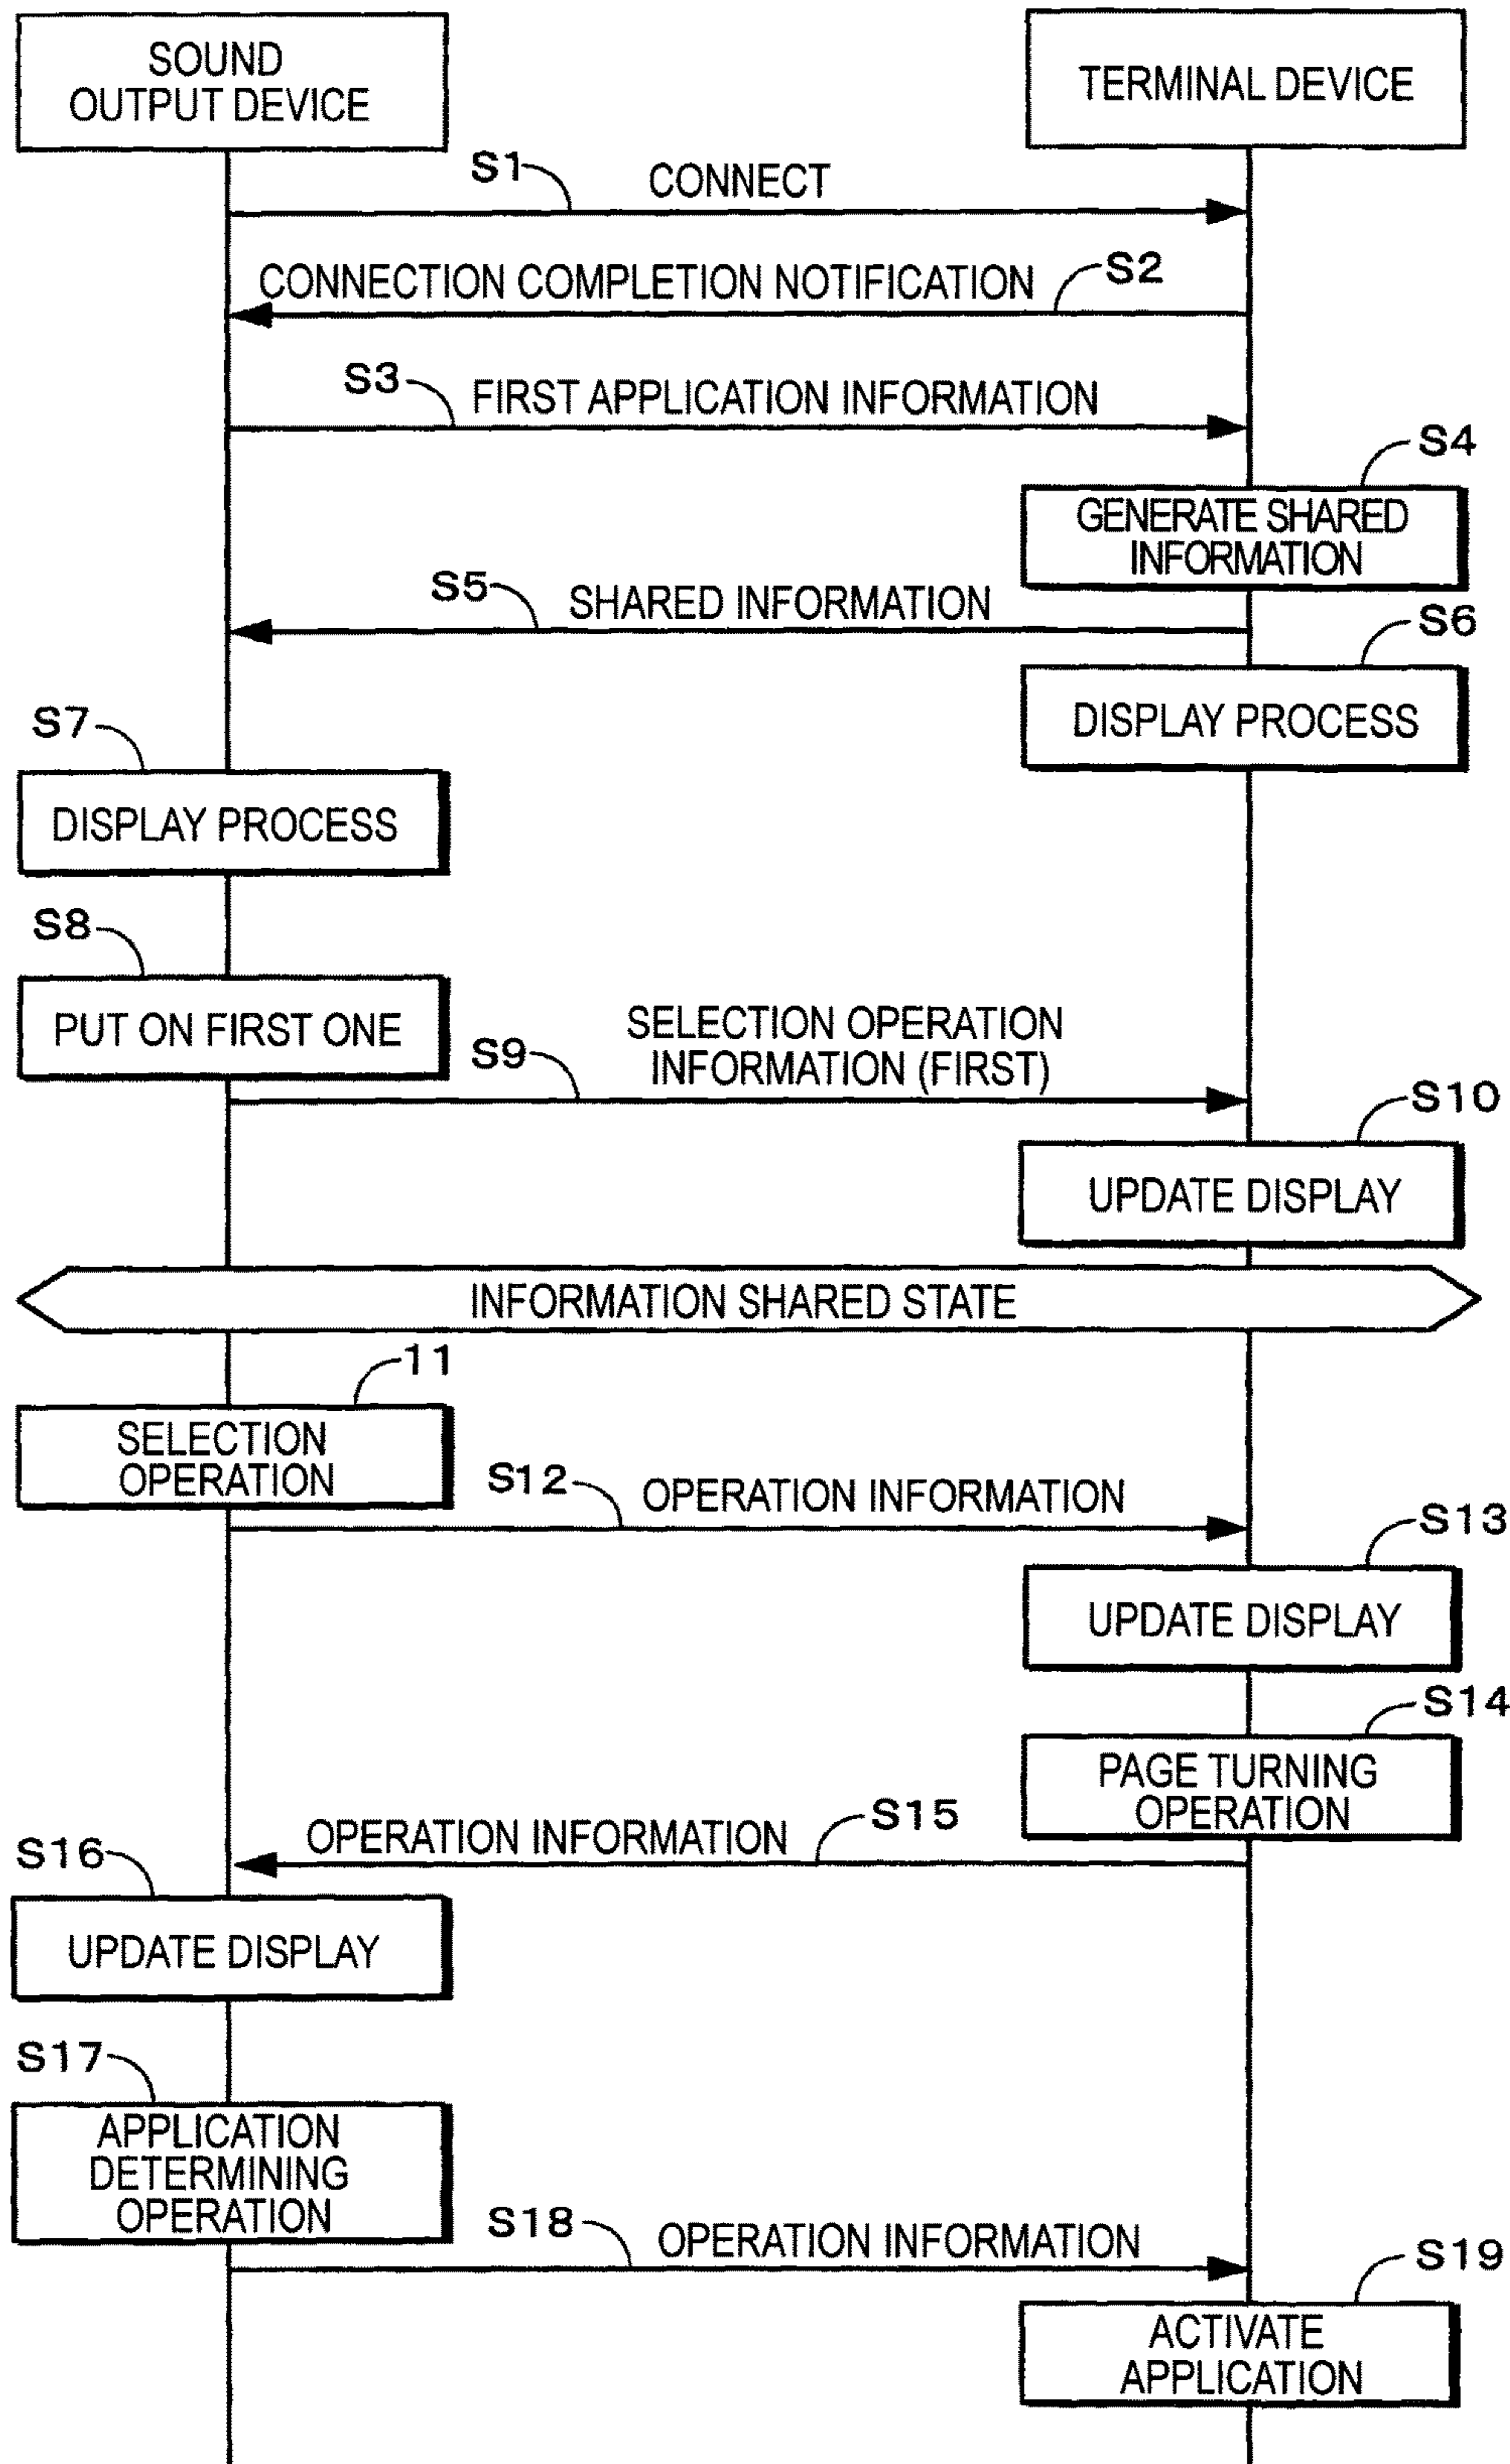 SOUND
OUTPUT DEVICE
TERMINAL DEVICE
S1
CONNECT
CONNECTION COMPLETION NOTIFICATION
S2
S3
FIRST APPLICATION INFORMATION
S4
GENERATE SHARED
INFORMATION
S5
SHARED INFORMATION
S6
DISPLAY PROCESS
S7
DISPLAY PROCESS
S8
PUT ON FIRST ONE
S9
SELECTION OPERATION
INFORMATION (FIRST)
S10
UPDATE DISPLAY
INFORMATION SHARED STATE
11
SELECTION
OPERATION
S12
OPERATION INFORMATION
S13
UPDATE DISPLAY
S14
PAGE TURNING
OPERATION
S15
OPERATION INFORMATION
S16
UPDATE DISPLAY
S17
APPLICATION
DETERMINING
OPERATION
S18
OPERATION INFORMATION
S19
ACTIVATE
APPLICATION